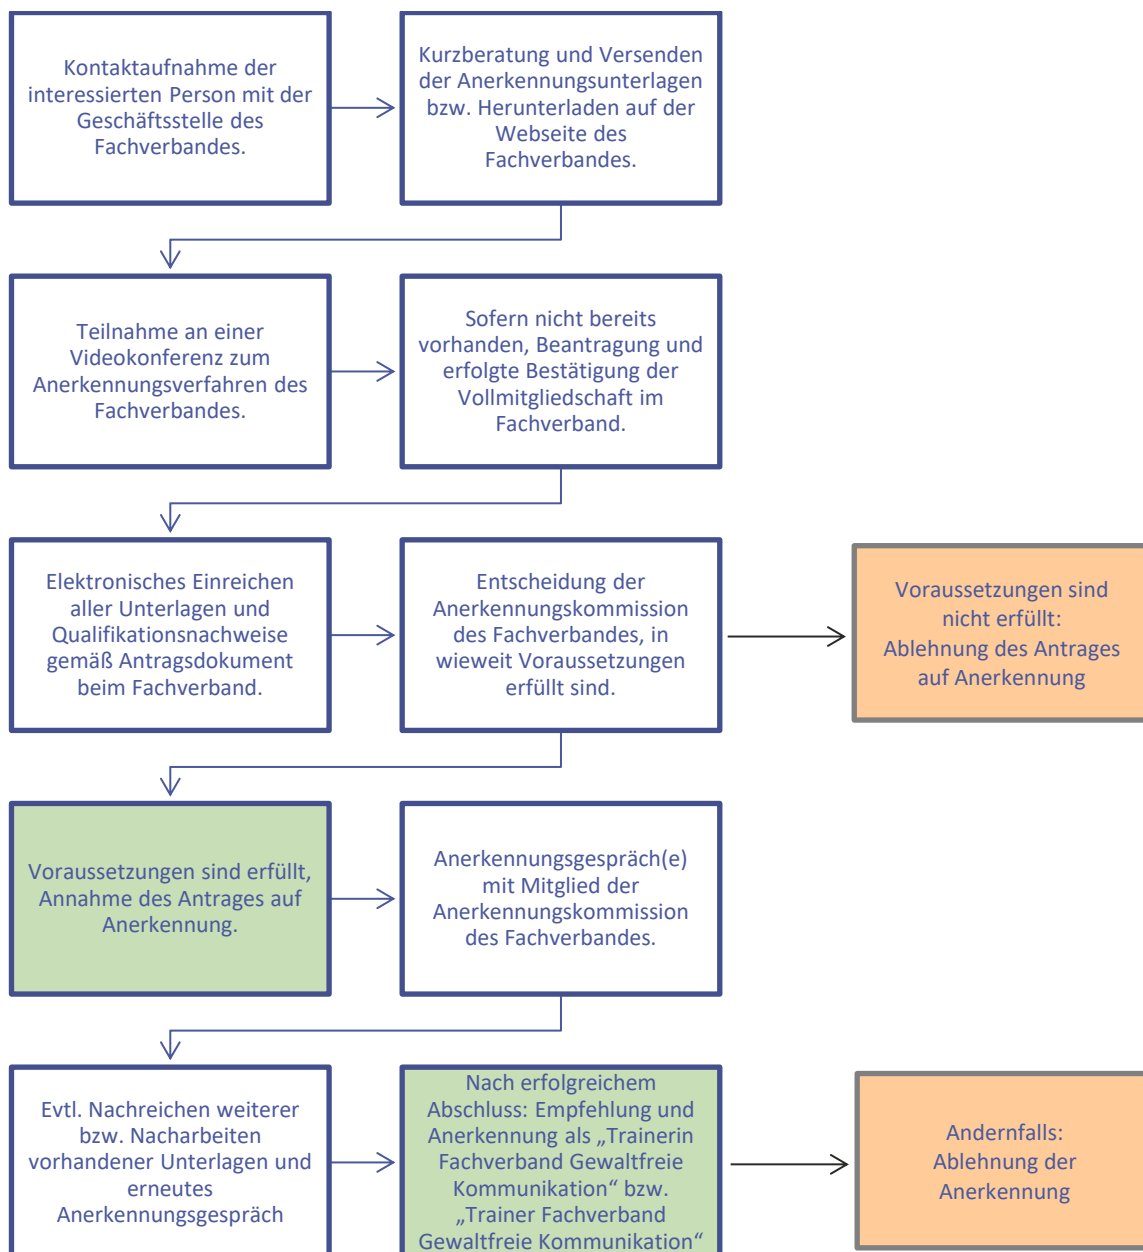 Kontaktaufnahme der
interessierten Person mit der
Geschäftsstelle des
Fachverbandes.
Kurzberatung und Versenden
der Anerkennungsunterlagen
bzw. Herunterladen auf der
Webseite des
Fachverbandes.
Teilnahme an einer
Videokonferenz zum
Anerkennungsverfahren des
Fachverbandes.
Sofern nicht bereits
vorhanden, Beantragung und
erfolgte Bestätigung der
Vollmitgliedschaft im
Fachverband.
Elektronisches Einreichen
aller Unterlagen und
Qualifikationsnachweise
gemäß Antragsdokument
beim Fachverband.
Entscheidung der
Anerkennungskommission
des Fachverbandes, in
wieweit Voraussetzungen
erfüllt sind.
Voraussetzungen sind
nicht erfüllt:
Ablehnung des Antrages
auf Anerkennung
Voraussetzungen sind erfüllt,
Annahme des Antrages auf
Anerkennung.
Anerkennungsgespräch(e)
mit Mitglied der
Anerkennungskommission
des Fachverbandes.
Evtl. Nachreichen weiterer
bzw. Nacharbeiten
vorhandener Unterlagen und
erneutes
Anerkennungsgespräch
Nach erfolgreichem
Abschluss: Empfehlung und
Anerkennung als „Trainerin
Fachverband Gewaltfreie
Kommunikation“ bzw.
„Trainer Fachverband
Gewaltfreie Kommunikation“
Andernfalls:
Ablehnung der
Anerkennung